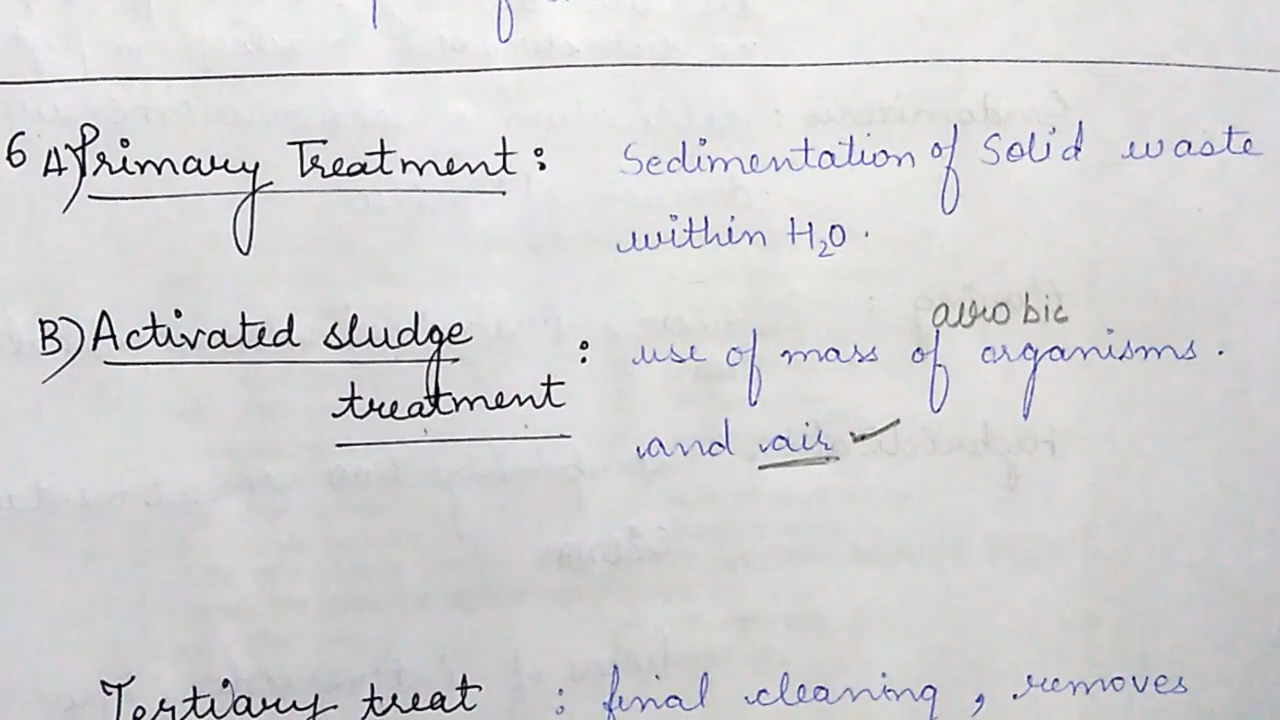 6 A) Primary Treatment : Sedimentation of Solid waste
within H₂O.
aerobic
B) Activated sludge : use of mass of organisms.
treatment
and air ✓
Tertiary treat : final cleaning, removes